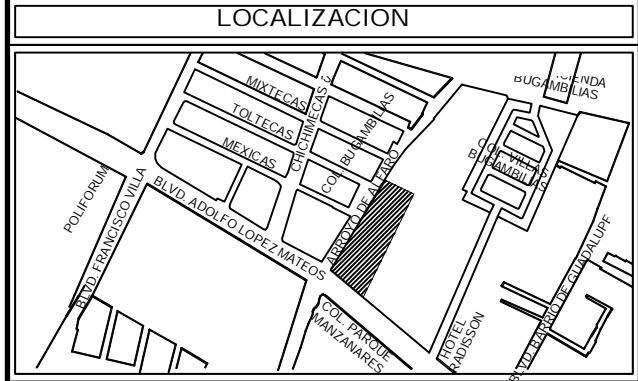 LOCALIZACION
MIXTECAS
TOLTECAS
MEXICAS
CHICHIMECAS
COL. BUGAMBILIAS
BUGAMBILIAS
COL. VILLAS
BUGAMBILIAS
POLIFORUM
BLVD. FRANCISCO VILLA
BLVD. ADOLFO LOPEZ MATEOS
ARROYO DE ALFARO
COL. PARQUE
MANZANARES
HOTEL
RADISSON
BLVD. BARRIO DE GUADALUPE